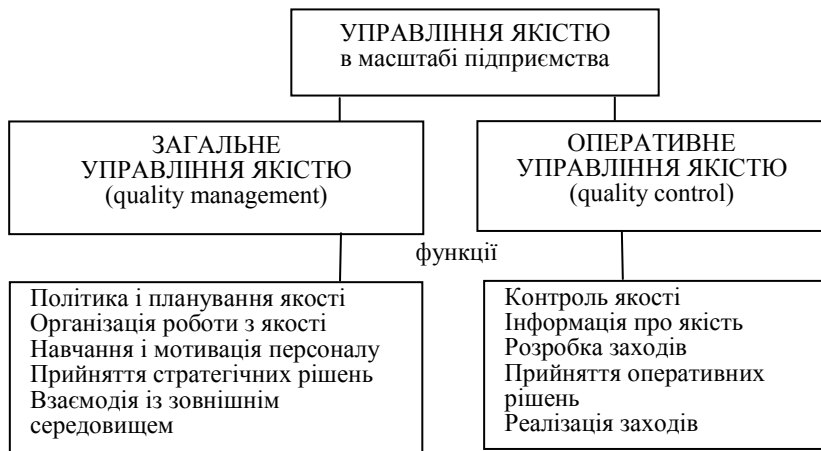 УПРАВЛІННЯ ЯКІСТЮ
в масштабі підприємства
ЗАГАЛЬНЕ
УПРАВЛІННЯ ЯКІСТЮ
(quality management)
ОПЕРАТИВНЕ
УПРАВЛІННЯ ЯКІСТЮ
(quality control)
функції
Політика і планування якості
Організація роботи з якості
Навчання і мотивація персоналу
Прийняття стратегічних рішень
Взаємодія із зовнішнім
середовищем
Контроль якості
Інформація про якість
Розробка заходів
Прийняття оперативних
рішень
Реалізація заходів